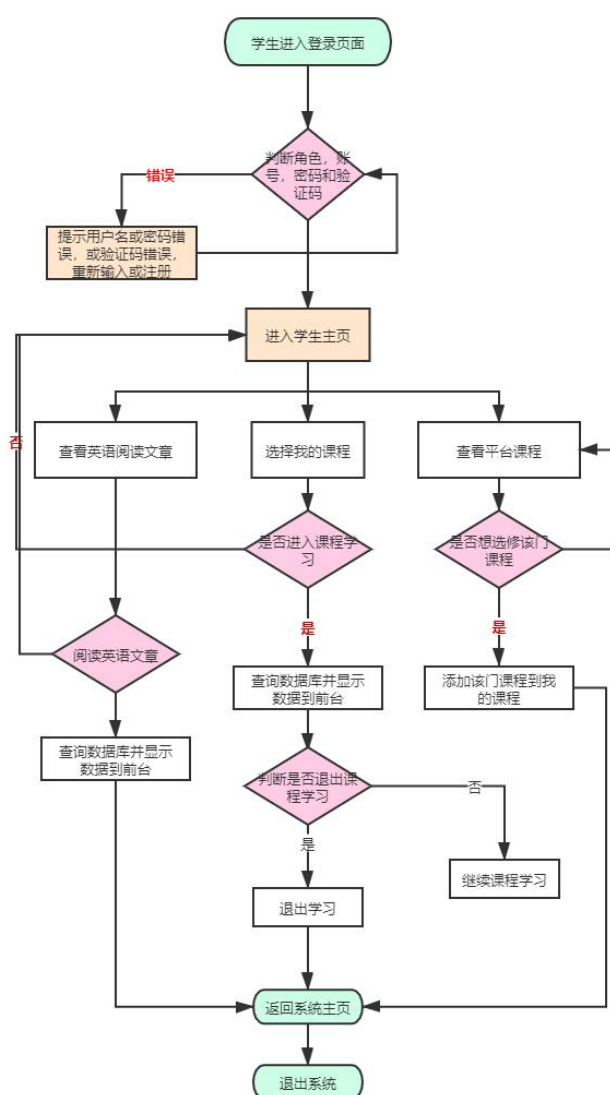 学生进入登录页面
判断角色，账
号，密码和验
证码
错误
提示用户名或密码错
误，或验证码错误，
重新输入或注册
进入学生主页
否
查看英语阅读文章
选择我的课程
查看平台课程
是否进入课程学
习
是否想选修该门
课程
是
是
阅读英语文章
查询数据库并显示
数据到前台
添加该门课程到我
的课程
查询数据库并显示
数据到前台
判断是否退出课
程学习
否
是
继续课程学习
退出学习
返回系统主页
退出系统